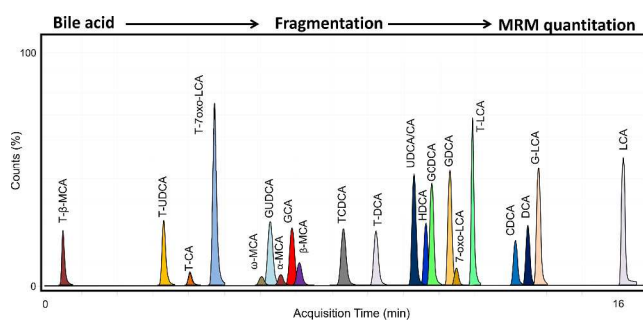 Bile acid Fragmentation MRM quantitation
100
Counts (%)
0
T-β-MCA
T-UDCA
T-CA
T-7oxo-LCA
ω-MCA
GUDCA
α-MCA
GCA
β-MCA
TCDCA
T-DCA
UDCA/CA
HDCA
GCDCA
GDCA
7-oxo-LCA
T-LCA
CDCA
DCA
G-LCA
LCA
0 16
Acquisition Time (min)